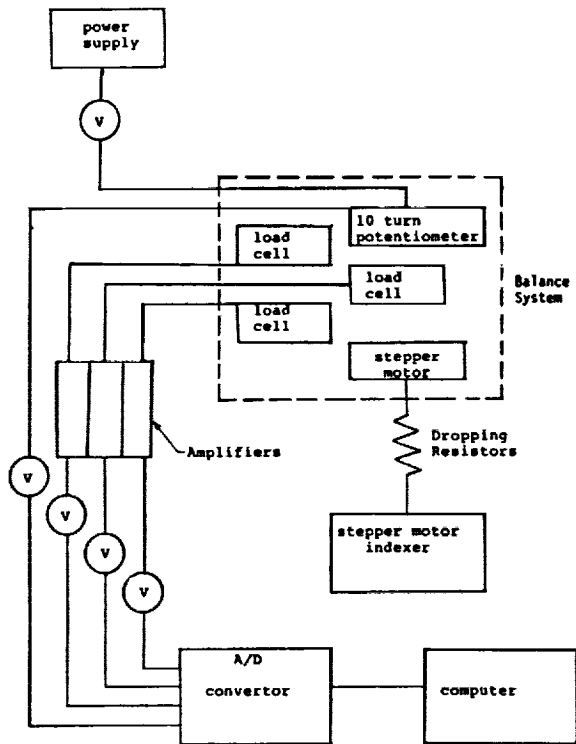 power
supply
V
10 turn
potentiometer
load
cell
load
cell
load
cell
Balance
System
stepper
motor
Amplifiers
Dropping
Resistors
V
V
V
V
stepper motor
indexer
A/D
convertor
computer